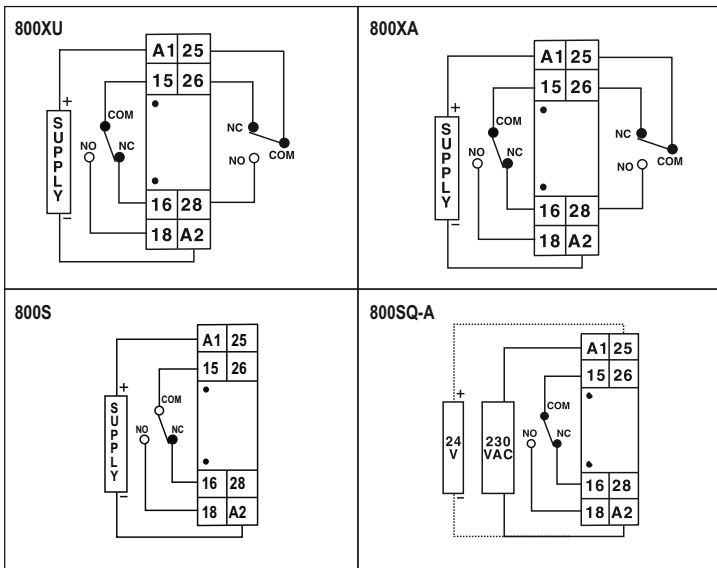 800XU
A1 25
15 26
+
SUPPLY
COM
NO
NC
NC
NO
COM
16 28
−
18 A2
800XA
A1 25
15 26
+
SUPPLY
COM
NO
NC
NC
NO
COM
16 28
−
18 A2
800S
A1 25
15 26
+
SUPPLY
COM
NO
NC
16 28
−
18 A2
800SQ-A
A1 25
15 26
+
24 V
230 VAC
COM
NO
NC
16 28
−
18 A2